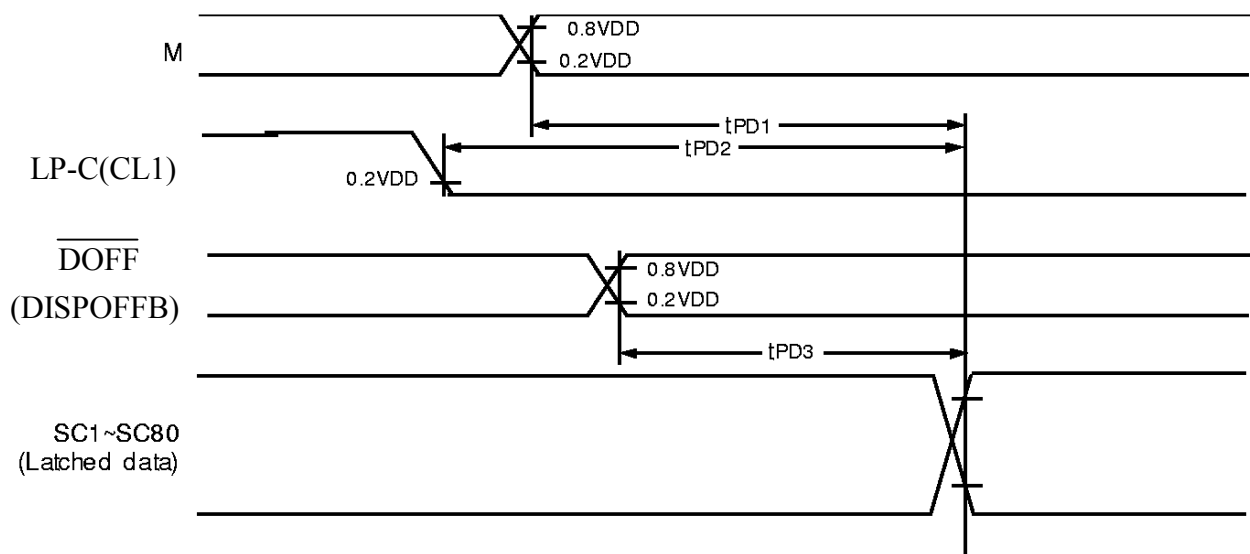 M
0.8VDD
0.2VDD
tPD1
tPD2
LP-C(CL1)
0.2VDD
DOFF
(DISPOFFB)
0.8VDD
0.2VDD
tPD3
SC1~SC80
(Latched data)